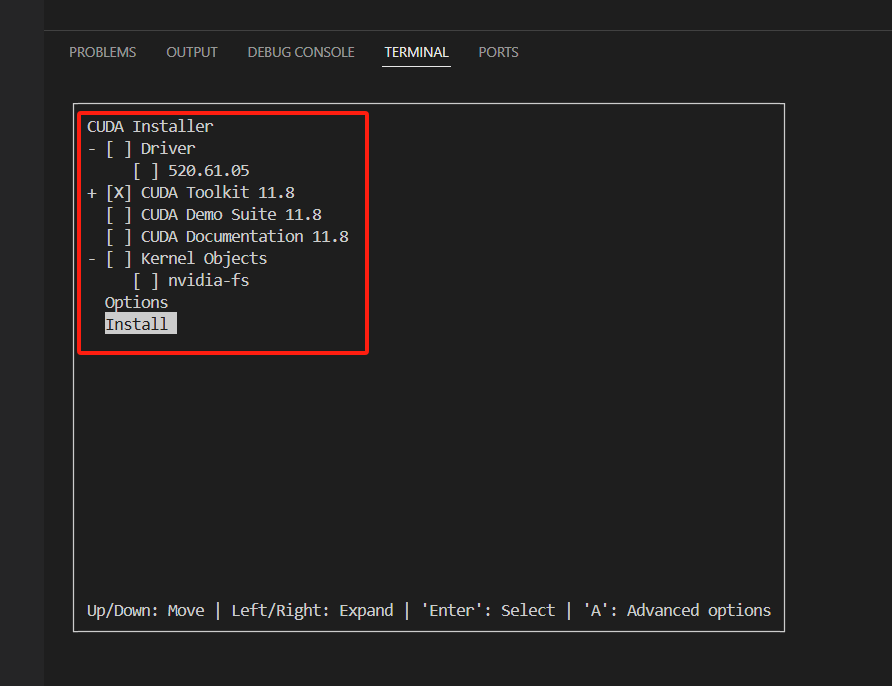 PROBLEMS OUTPUT DEBUG CONSOLE TERMINAL PORTS
CUDA Installer
- [ ] Driver
[ ] 520.61.05
+ [X] CUDA Toolkit 11.8
[ ] CUDA Demo Suite 11.8
[ ] CUDA Documentation 11.8
- [ ] Kernel Objects
[ ] nvidia-fs
Options
Install
Up/Down: Move | Left/Right: Expand | 'Enter': Select | 'A': Advanced options